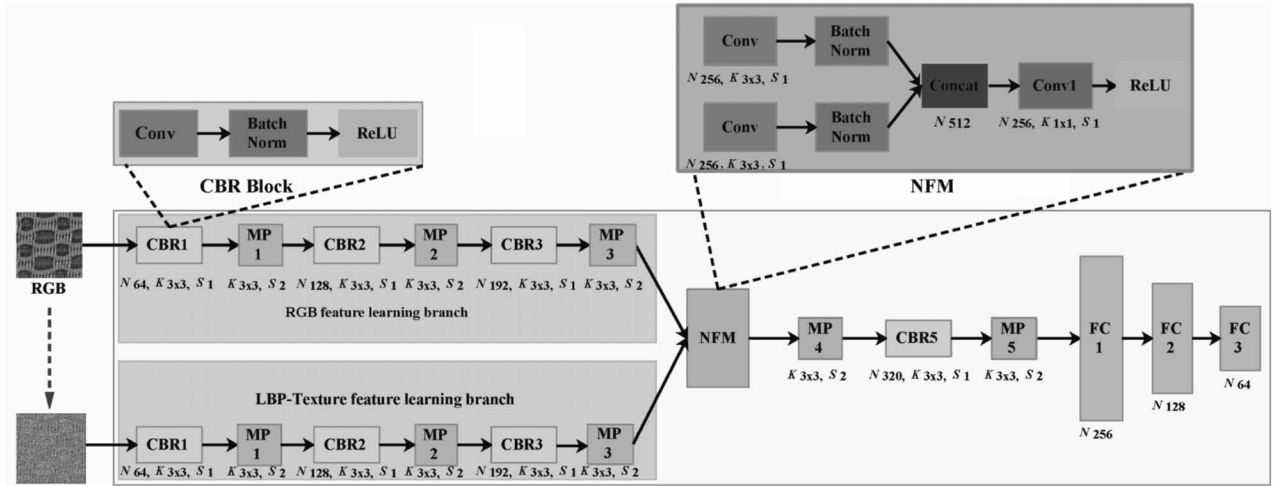 Conv
Batch
Norm
N 256, K 3x3, S 1
Concat
Conv1
ReLU
N 512
N 256, K 1x1, S 1
Conv
Batch
Norm
N 256, K 3x3, S 1
NFM
Conv
Batch
Norm
ReLU
CBR Block
RGB
CBR1
MP
1
CBR2
MP
2
CBR3
MP
3
N 64, K 3x3, S 1
K 3x3, S 2
N 128, K 3x3, S 1
K 3x3, S 2
N 192, K 3x3, S 1
K 3x3, S 2
RGB feature learning branch
LBP-Texture feature learning branch
CBR1
MP
1
CBR2
MP
2
CBR3
MP
3
N 64, K 3x3, S 1
K 3x3, S 2
N 128, K 3x3, S 1
K 3x3, S 2
N 192, K 3x3, S 1
K 3x3, S 2
NFM
MP
4
K 3x3, S 2
CBR5
N 320, K 3x3, S 1
MP
5
K 3x3, S 2
FC
1
N 256
FC
2
N 128
FC
3
N 64